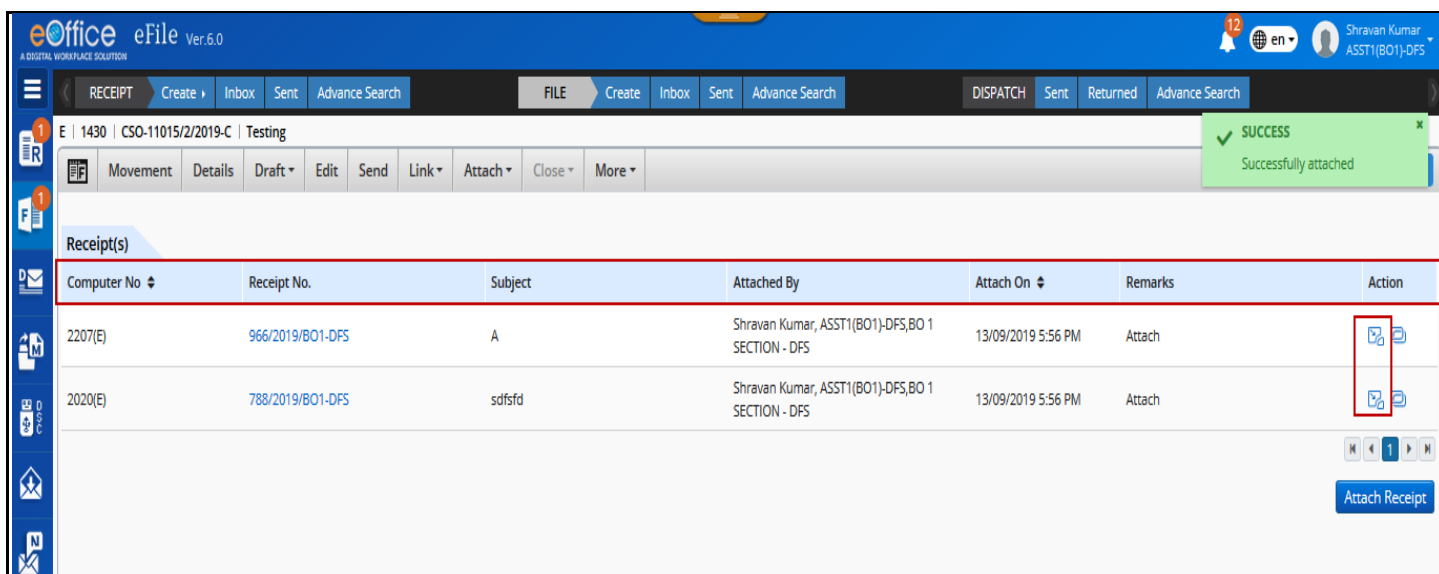 eOffice eFile Ver.6.0
A DIGITAL WORKPLACE SOLUTION
12
en
Shravan Kumar
ASST1(BO1)-DFS
RECEIPT Create Inbox Sent Advance Search FILE Create Inbox Sent Advance Search DISPATCH Sent Returned Advance Search
E | 1430 | CSO-11015/2/2019-C | Testing
SUCCESS x
Successfully attached
Movement Details Draft Edit Send Link Attach Close More
1
R
1
F
D
M
DSC
N
Receipt(s)
Computer No Receipt No. Subject Attached By Attach On Remarks Action
2207(E) 966/2019/BO1-DFS A Shravan Kumar, ASST1(BO1)-DFS,BO 1 13/09/2019 5:56 PM Attach
SECTION - DFS
2020(E) 788/2019/BO1-DFS sdfsfd Shravan Kumar, ASST1(BO1)-DFS,BO 1 13/09/2019 5:56 PM Attach
SECTION - DFS
1
Attach Receipt